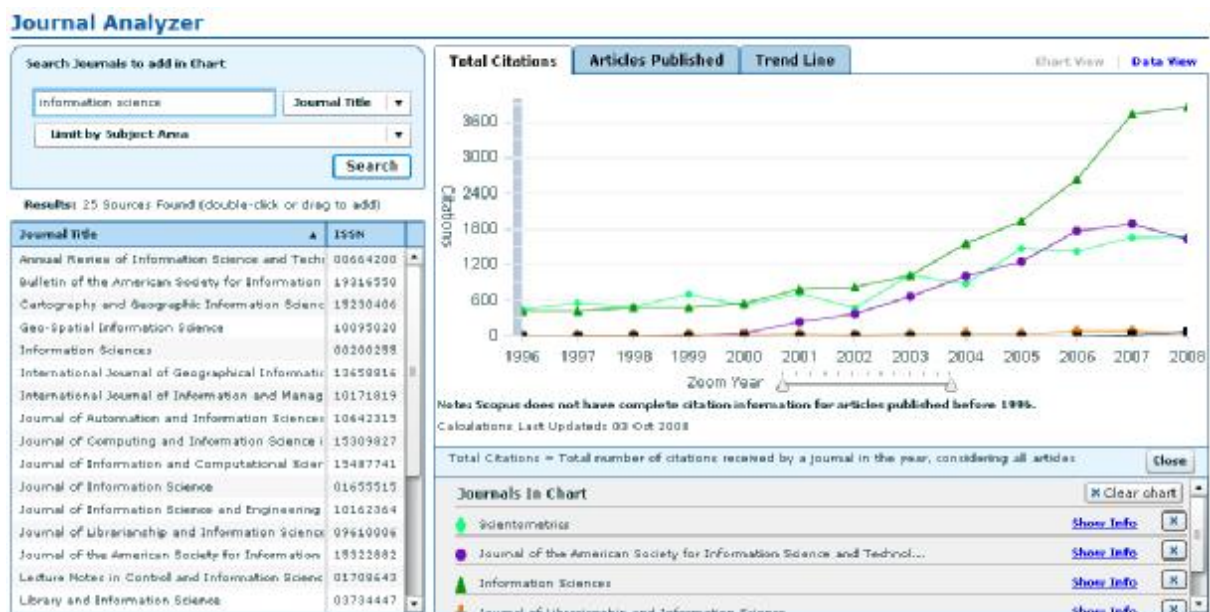 Journal Analyzer
Search Journals to add in Chart
information science
Journal Title
Limit by Subject Area
Search
Results: 25 Sources Found (double-click or drag to add)
Journal Title ISSN
Annual Review of Information Science and Techn 00664200
Bulletin of the American Society for Information 19316550
Cartography and Geographic Information Scienc 15230406
Geo-Spatial Information Science 10095020
Information Sciences 00200255
International Journal of Geographical Informatic 13658816
International Journal of Information and Manag 10171819
Journal of Automation and Information Sciences 10642315
Journal of Computing and Information Science i 15309827
Journal of Information and Computational Scier 15487741
Journal of Information Science 01655515
Journal of Information Science and Engineering 10162364
Journal of Librarianship and Information Science 09610006
Journal of the American Society for Information 15322882
Lecture Notes in Control and Information Scienc 01708643
Library and Information Science 03734447
Total Citations
Articles Published
Trend Line
Chart View | Data View
Citations
3600
3000
2400
1800
1200
600
0
1996 1997 1998 1999 2000 2001 2002 2003 2004 2005 2006 2007 2008
Zoom Year
Note: Scopus does not have complete citation information for articles published before 1996.
Calculations Last Updated: 03 Oct 2008
Total Citations = Total number of citations received by a journal in the year, considering all articles
Close
Journals In Chart
Clear chart
Scientometrics Show Info
Journal of the American Society for Information Science and Technol... Show Info
Information Sciences Show Info
Journal of Librarianship and Information Science Show Info